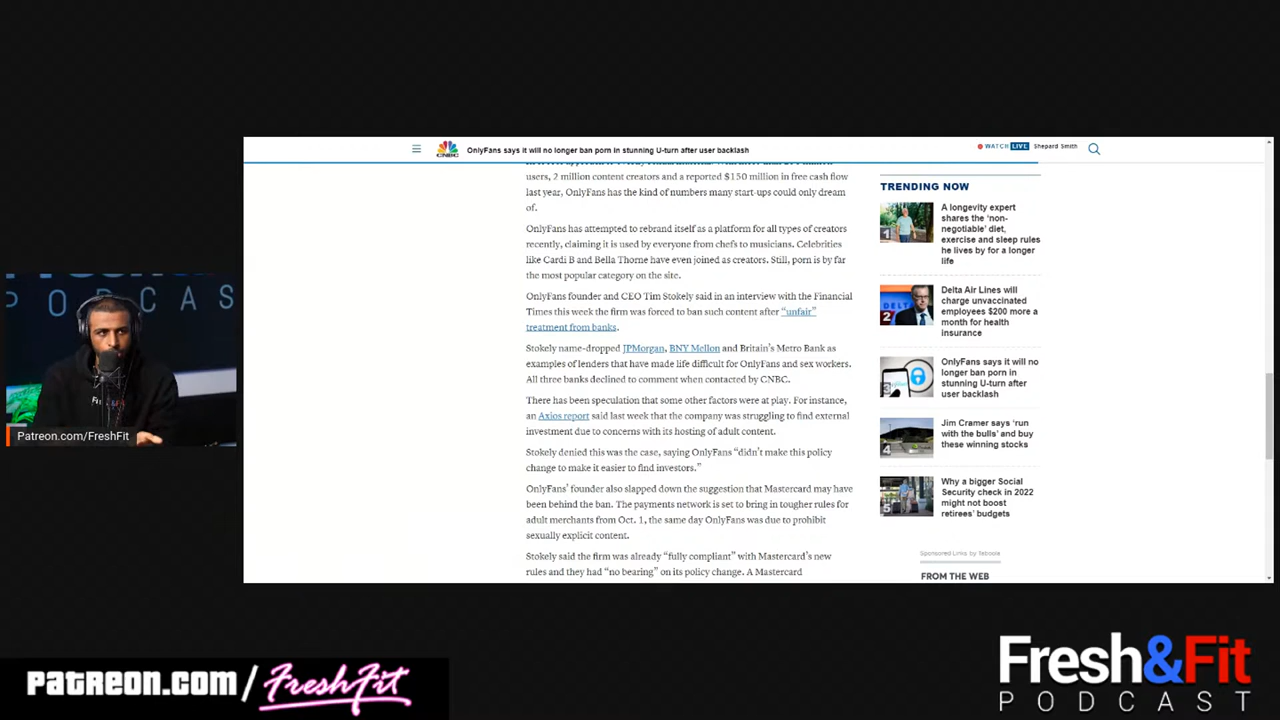 OnlyFans says it will no longer ban porn in stunning U-turn after user backlash
WATCH LIVE Shepard Smith
CNBC
users, 2 million content creators and a reported $150 million in free cash flow
last year, OnlyFans has the kind of numbers many start-ups could only dream
of.
OnlyFans has attempted to rebrand itself as a platform for all types of creators
recently, claiming it is used by everyone from chefs to musicians. Celebrities
like Cardi B and Bella Thorne have even joined as creators. Still, porn is by far
the most popular category on the site.
OnlyFans founder and CEO Tim Stokely said in an interview with the Financial
Times this week the firm was forced to ban such content after “unfair”
treatment from banks.
Stokely name-dropped JPMorgan, BNY Mellon and Britain's Metro Bank as
examples of lenders that have made life difficult for OnlyFans and sex workers.
All three banks declined to comment when contacted by CNBC.
There has been speculation that some other factors were at play. For instance,
an Axios report said last week that the company was struggling to find external
investment due to concerns with its hosting of adult content.
Stokely denied this was the case, saying OnlyFans “didn't make this policy
change to make it easier to find investors.”
OnlyFans' founder also slapped down the suggestion that Mastercard may have
been behind the ban. The payments network is set to bring in tougher rules for
adult merchants from Oct. 1, the same day OnlyFans was due to prohibit
sexually explicit content.
Stokely said the firm was already “fully compliant” with Mastercard's new
rules and they had “no bearing” on its policy change. A Mastercard
TRENDING NOW
1
A longevity expert
shares the 'non-
negotiable' diet,
exercise and sleep rules
he lives by for a longer
life
2
Delta Air Lines will
charge unvaccinated
employees $200 more a
month for health
insurance
3
OnlyFans says it will no
longer ban porn in
stunning U-turn after
user backlash
4
Jim Cramer says 'run
with the bulls' and buy
these winning stocks
5
Why a bigger Social
Security check in 2022
might not boost
retirees' budgets
Sponsored Links by Taboola
FROM THE WEB
PODCAS
Patreon.com/FreshFit
patreon.com/FreshFit
Fresh&Fit
PODCAST